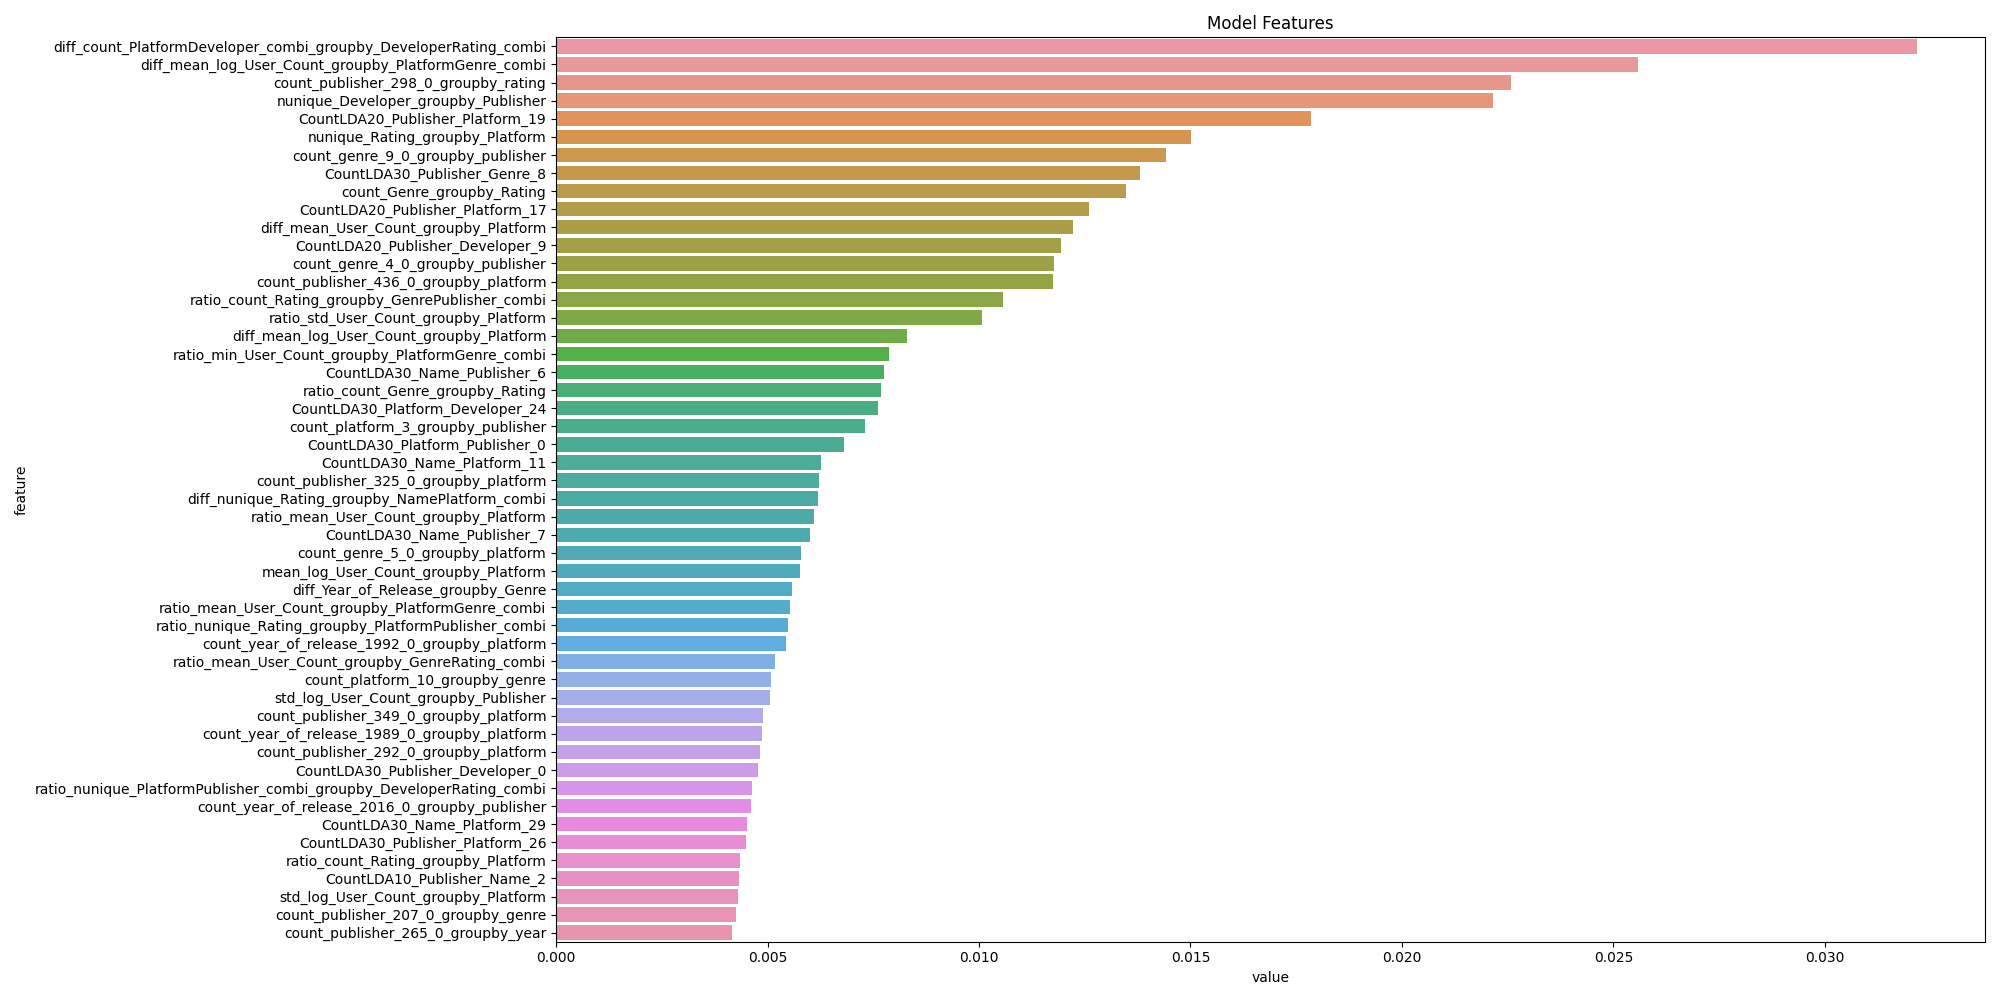 Model Features
feature
diff_count_PlatformDeveloper_combi_groupby_DeveloperRating_combi
diff_mean_log_User_Count_groupby_PlatformGenre_combi
count_publisher_298_0_groupby_rating
nunique_Developer_groupby_Publisher
CountLDA20_Publisher_Platform_19
nunique_Rating_groupby_Platform
count_genre_9_0_groupby_publisher
CountLDA30_Publisher_Genre_8
count_Genre_groupby_Rating
CountLDA20_Publisher_Platform_17
diff_mean_User_Count_groupby_Platform
CountLDA20_Publisher_Developer_9
count_genre_4_0_groupby_publisher
count_publisher_436_0_groupby_platform
ratio_count_Rating_groupby_GenrePublisher_combi
ratio_std_User_Count_groupby_Platform
diff_mean_log_User_Count_groupby_Platform
ratio_min_User_Count_groupby_PlatformGenre_combi
CountLDA30_Name_Publisher_6
ratio_count_Genre_groupby_Rating
CountLDA30_Platform_Developer_24
count_platform_3_groupby_publisher
CountLDA30_Platform_Publisher_0
CountLDA30_Name_Platform_11
count_publisher_325_0_groupby_platform
diff_nunique_Rating_groupby_NamePlatform_combi
ratio_mean_User_Count_groupby_Platform
CountLDA30_Name_Publisher_7
count_genre_5_0_groupby_platform
mean_log_User_Count_groupby_Platform
diff_Year_of_Release_groupby_Genre
ratio_mean_User_Count_groupby_PlatformGenre_combi
ratio_nunique_Rating_groupby_PlatformPublisher_combi
count_year_of_release_1992_0_groupby_platform
ratio_mean_User_Count_groupby_GenreRating_combi
count_platform_10_groupby_genre
std_log_User_Count_groupby_Publisher
count_publisher_349_0_groupby_platform
count_year_of_release_1989_0_groupby_platform
count_publisher_292_0_groupby_platform
CountLDA30_Publisher_Developer_0
ratio_nunique_PlatformPublisher_combi_groupby_DeveloperRating_combi
count_year_of_release_2016_0_groupby_publisher
CountLDA30_Name_Platform_29
CountLDA30_Publisher_Platform_26
ratio_count_Rating_groupby_Platform
CountLDA10_Publisher_Name_2
std_log_User_Count_groupby_Platform
count_publisher_207_0_groupby_genre
count_publisher_265_0_groupby_year
0.000 0.005 0.010 0.015 0.020 0.025 0.030
value